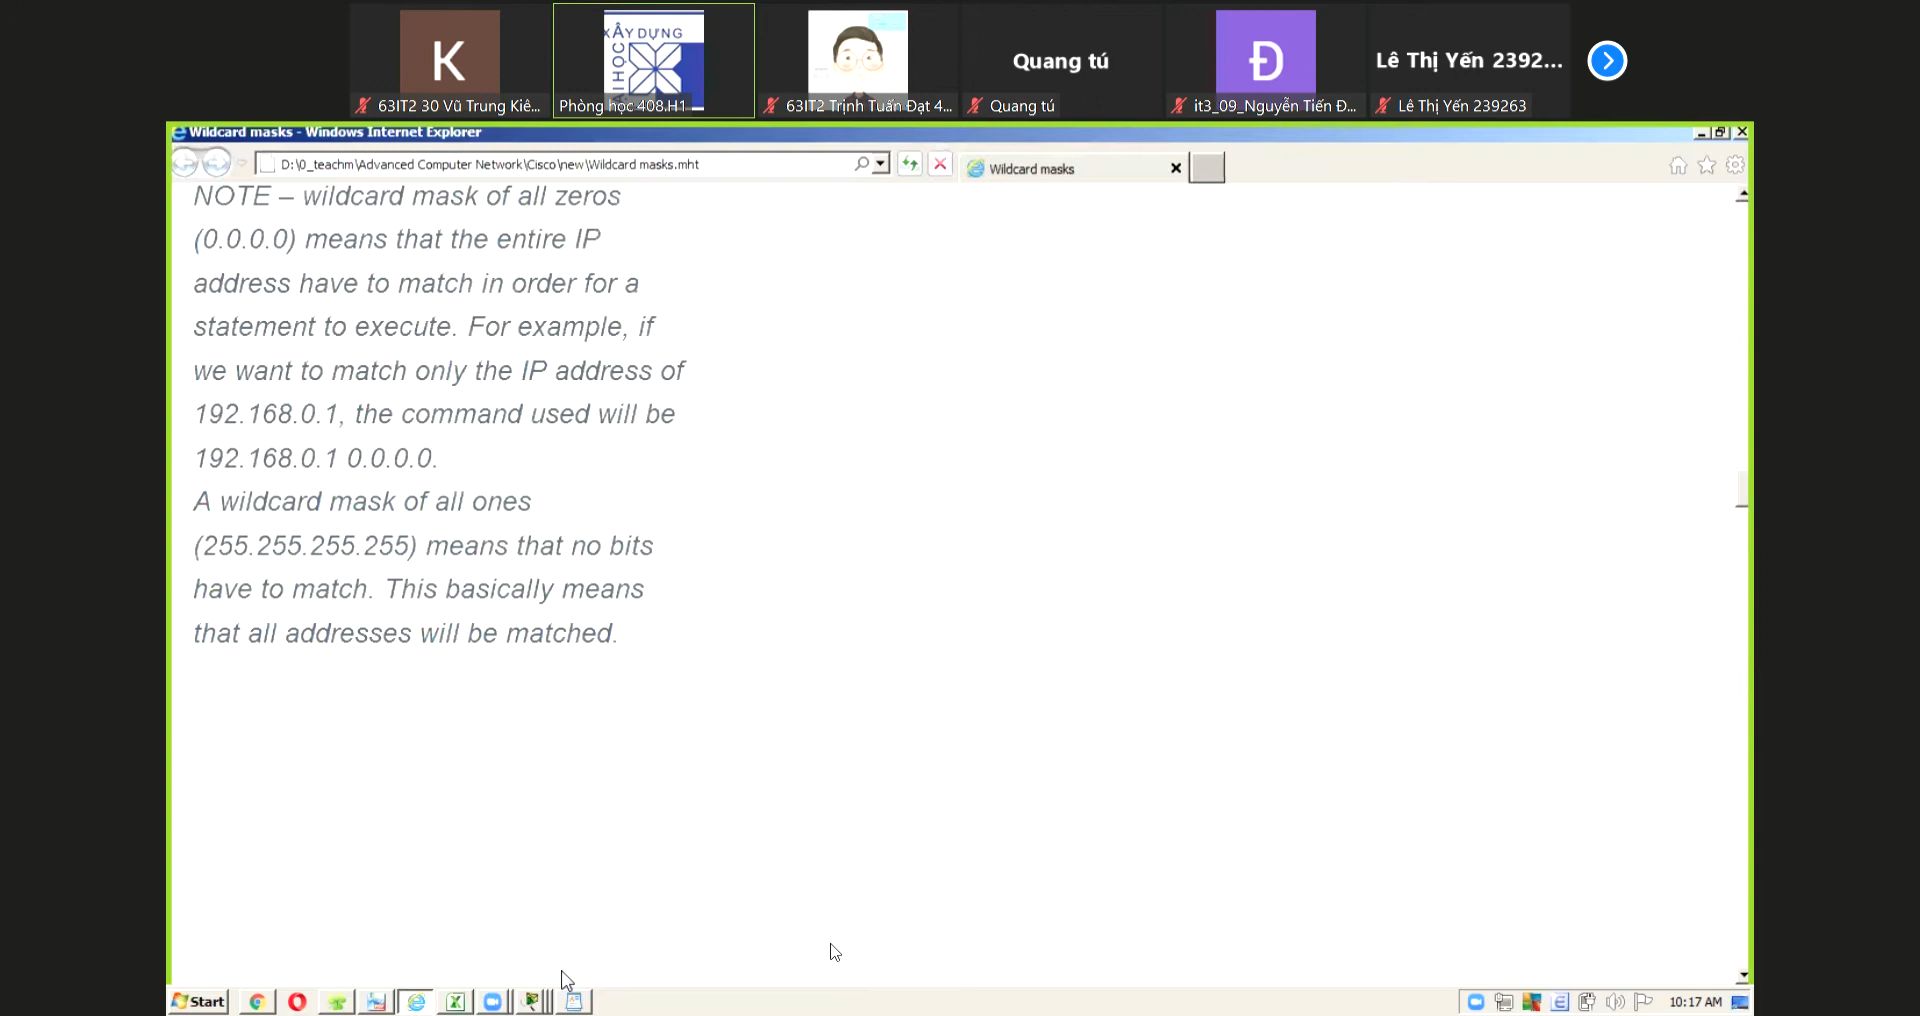 K
XÂY DỰNG
Quang tú
Đ
Lê Thị Yến 2392...
63IT2 30 Vũ Trung Kiê...
Phòng học 408.H1
63IT2 Trịnh Tuấn Đạt 4...
Quang tú
it3_09_Nguyễn Tiến Đ...
Lê Thị Yến 239263
Wildcard masks - Windows Internet Explorer
D:\0_teachm\Advanced Computer Network\Cisco\new\Wildcard masks.mht
Wildcard masks
NOTE – wildcard mask of all zeros
(0.0.0.0) means that the entire IP
address have to match in order for a
statement to execute. For example, if
we want to match only the IP address of
192.168.0.1, the command used will be
192.168.0.1 0.0.0.0.
A wildcard mask of all ones
(255.255.255.255) means that no bits
have to match. This basically means
that all addresses will be matched.
Start
10:17 AM